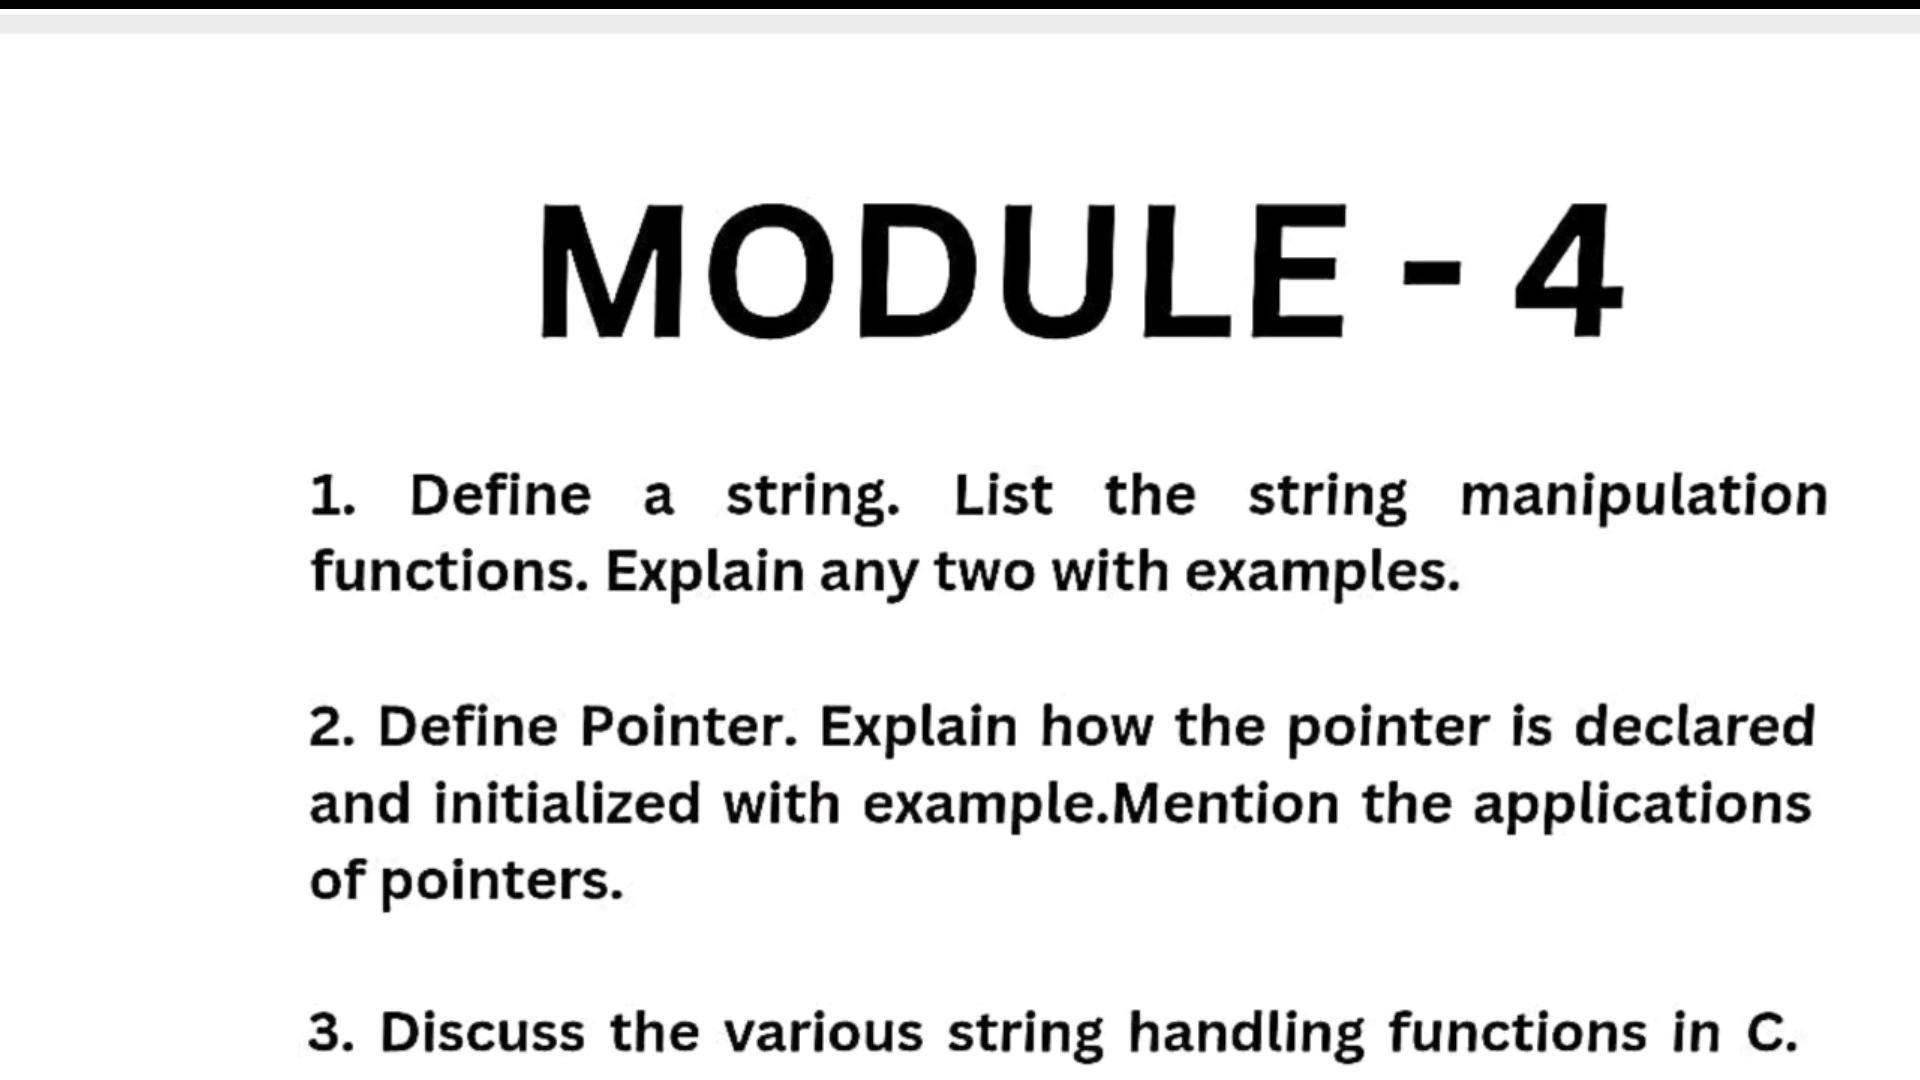 MODULE - 4
1. Define a string. List the string manipulation
functions. Explain any two with examples.
2. Define Pointer. Explain how the pointer is declared
and initialized with example.Mention the applications
of pointers.
3. Discuss the various string handling functions in C.